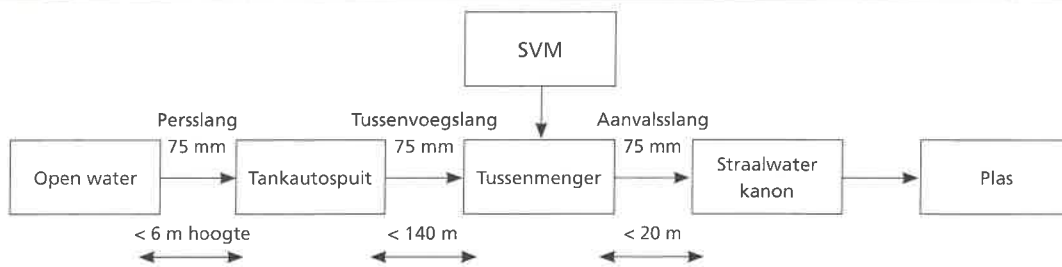 SVM
Persslang
75 mm
Tussenvoegslang
75 mm
Aanvalsslang
75 mm
Open water
Tankautospuit
Tussenmenger
Straalwater
kanon
Plas
< 6 m hoogte
< 140 m
< 20 m